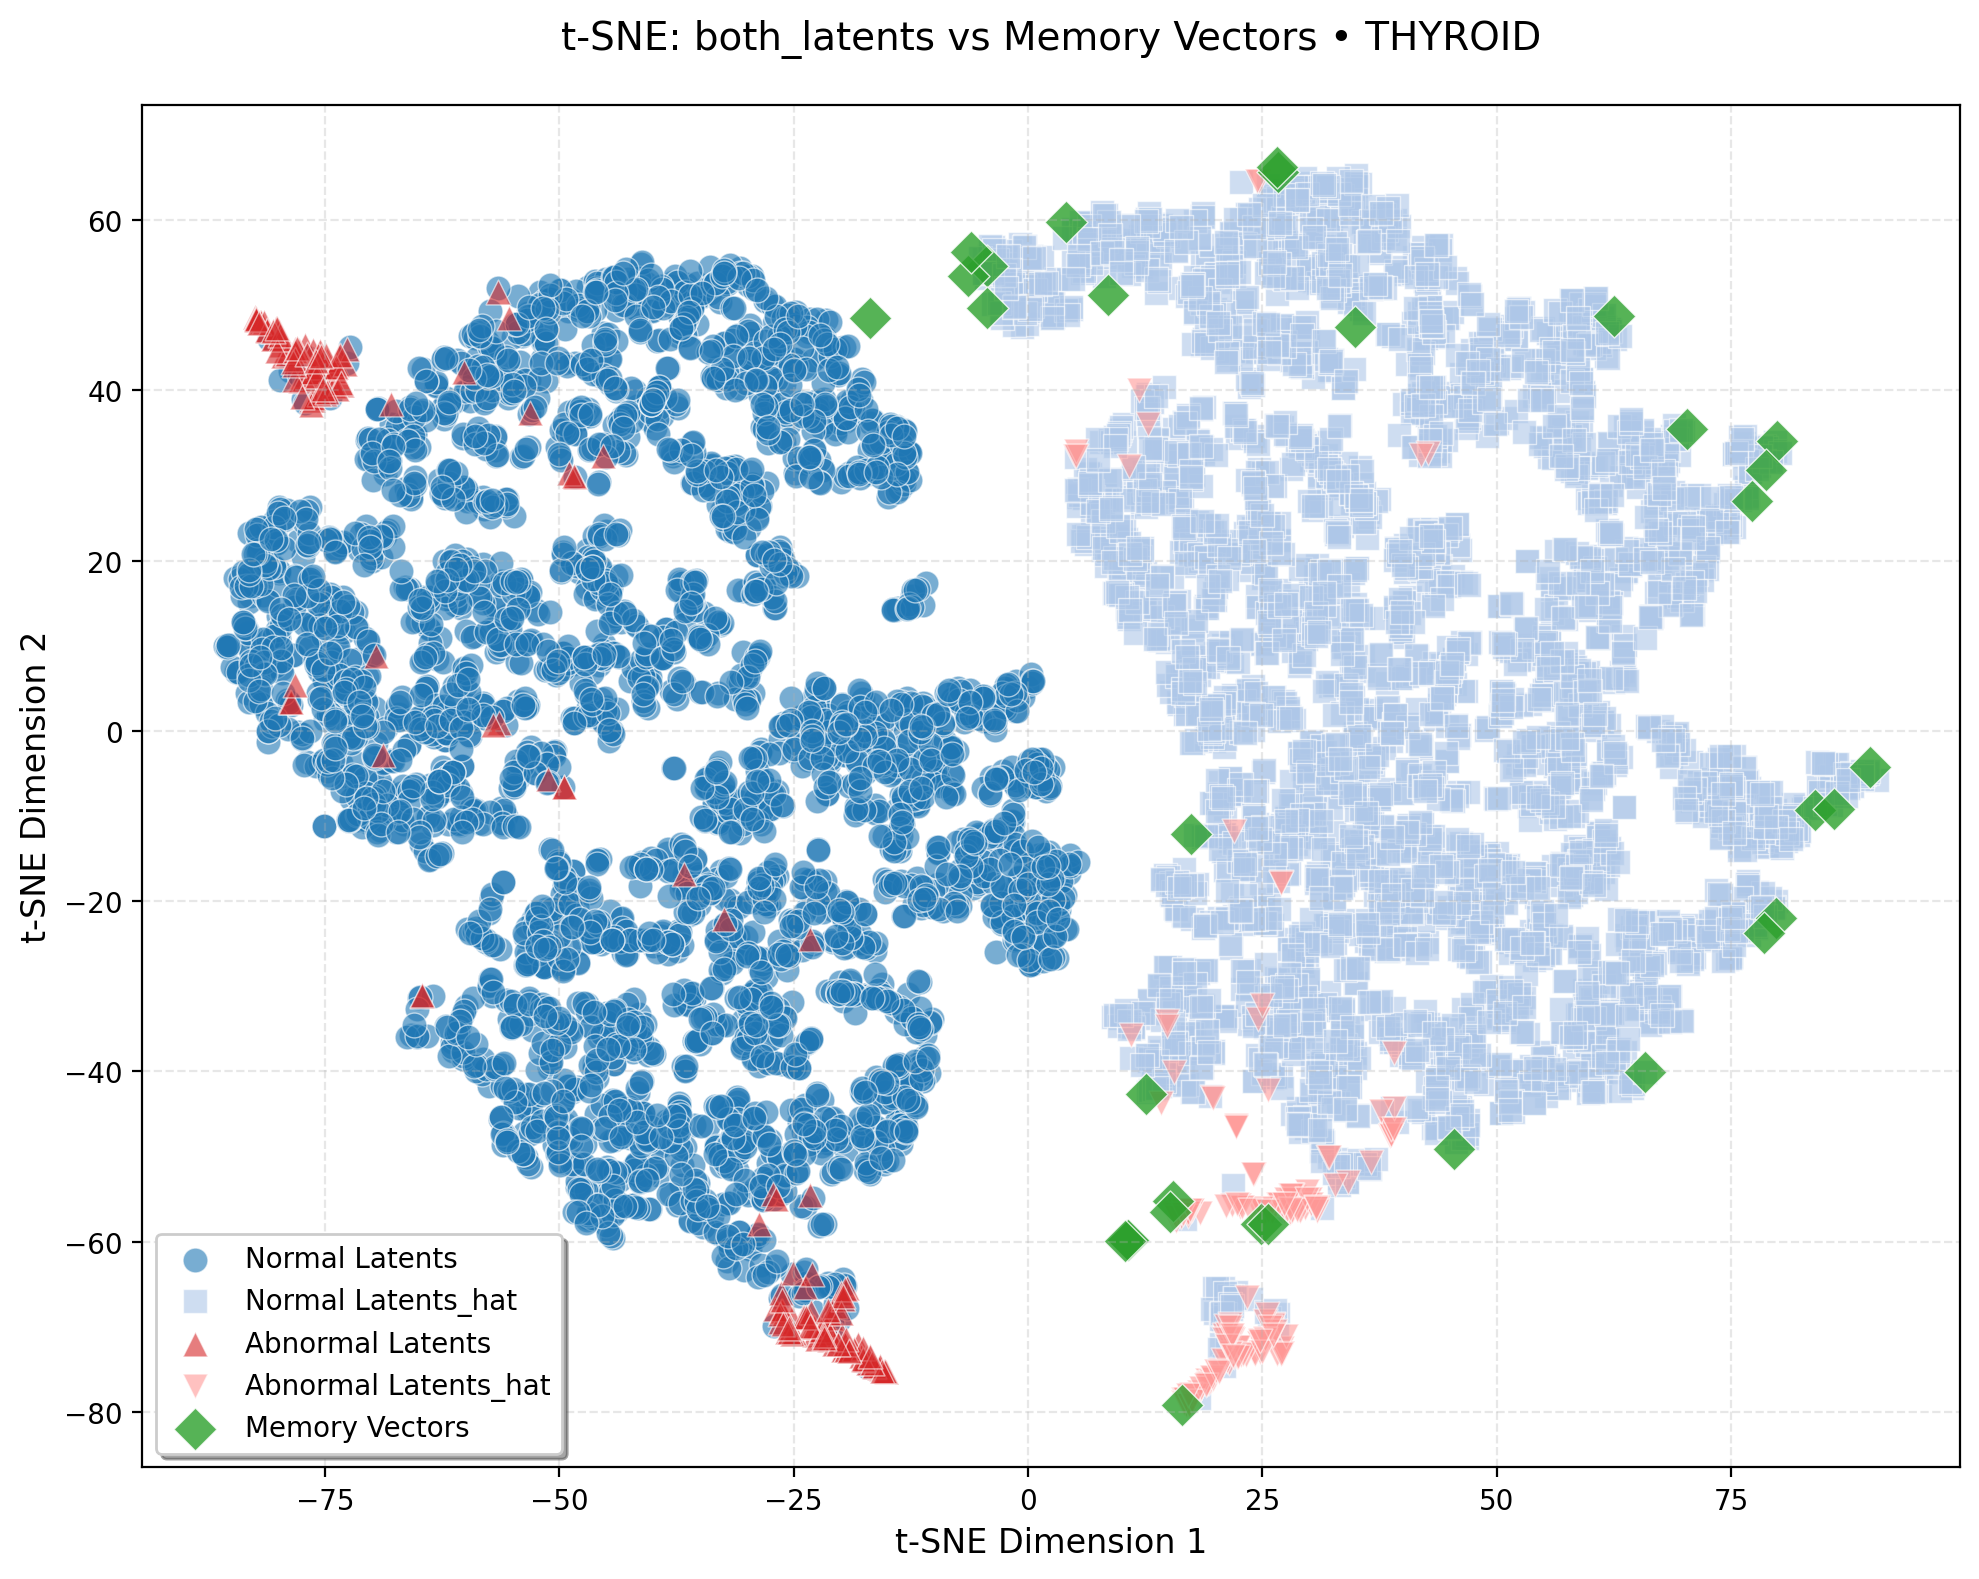 t-SNE: both_latents vs Memory Vectors • THYROID
t-SNE Dimension 2
60
40
20
0
−20
−40
−60
−80
Normal Latents
Normal Latents_hat
Abnormal Latents
Abnormal Latents_hat
Memory Vectors
−75
−50
−25
0
25
50
75
t-SNE Dimension 1